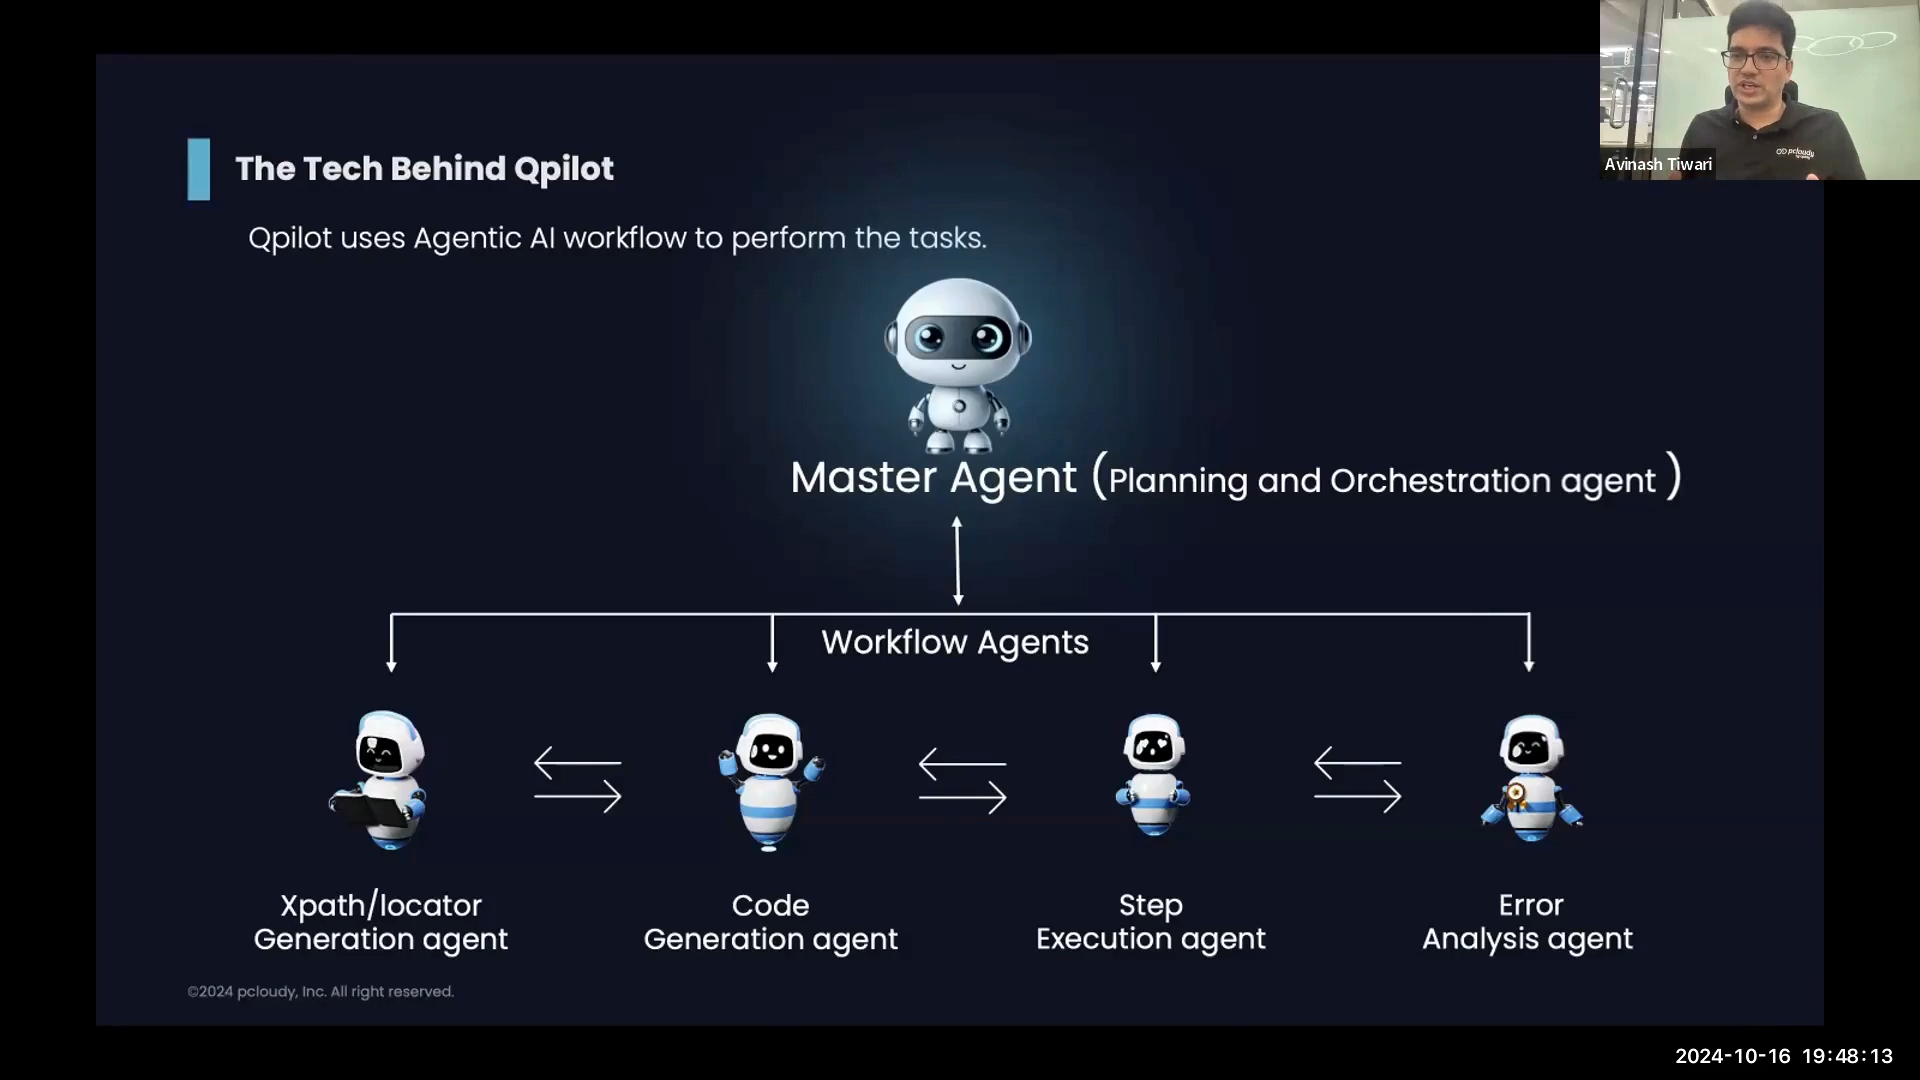 The Tech Behind Qpilot
Qpilot uses Agentic AI workflow to perform the tasks.
pcloudy
Avinash Tiwari
Master Agent (Planning and Orchestration agent )
Workflow Agents
Xpath/locator
Generation agent
Code
Generation agent
Step
Execution agent
Error
Analysis agent
©2024 pcloudy, Inc. All right reserved.
2024-10-16 19:48:13